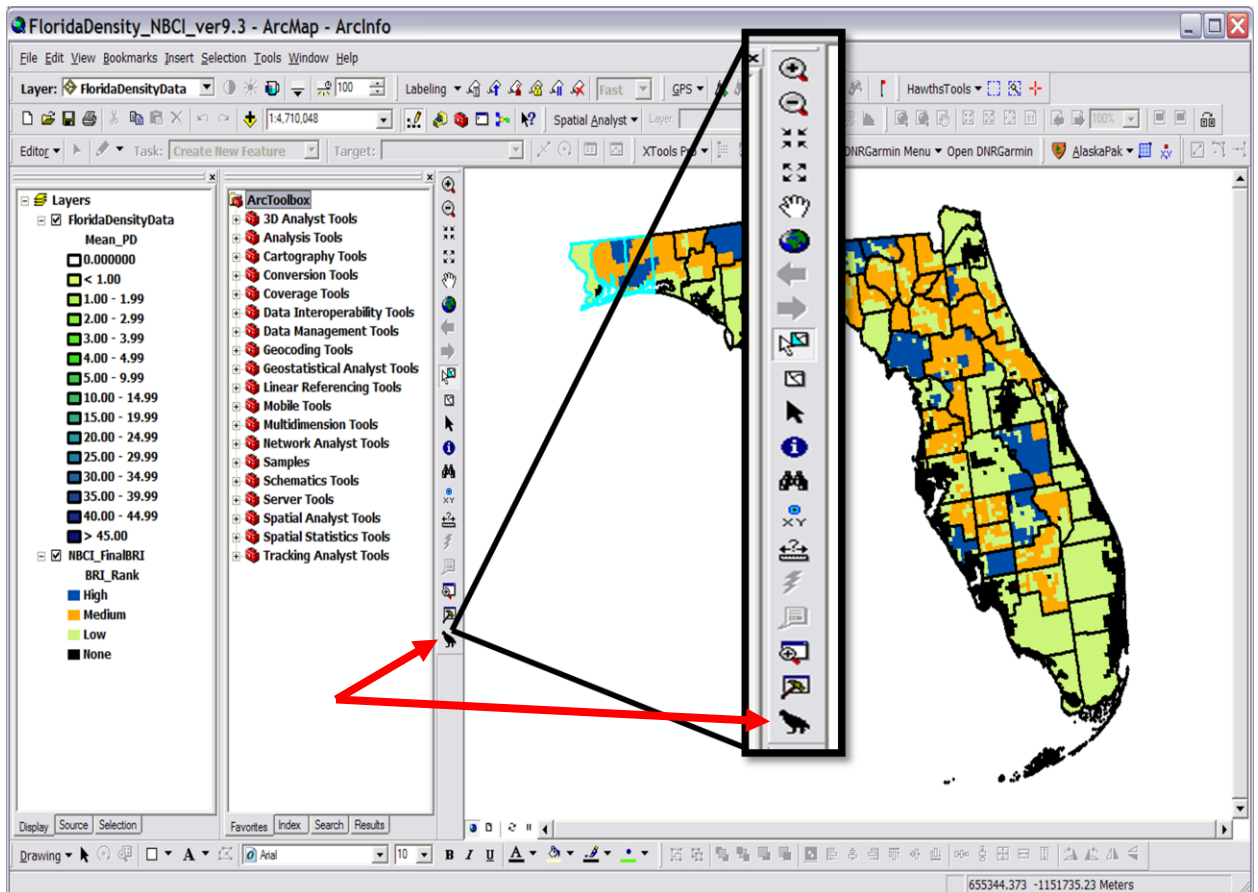 FloridaDensity_NBCI_ver9.3 - ArcMap - ArcInfo
File Edit View Bookmarks Insert Selection Tools Window Help
Layer: FloridaDensityData 100 Labeling Fast GPS HawthsTools
1:4,710,048 Spatial Analyst Layer: 100%
Editor Task: Create New Feature Target: XTools DNRGarmin Menu Open DNRGarmin AlaskaPak
Layers
FloridaDensityData
Mean_PD
0.000000
< 1.00
1.00 - 1.99
2.00 - 2.99
3.00 - 3.99
4.00 - 4.99
5.00 - 9.99
10.00 - 14.99
15.00 - 19.99
20.00 - 24.99
25.00 - 29.99
30.00 - 34.99
35.00 - 39.99
40.00 - 44.99
> 45.00
NBCI_FinalBRI
BRI_Rank
High
Medium
Low
None
ArcToolbox
3D Analyst Tools
Analysis Tools
Cartography Tools
Conversion Tools
Coverage Tools
Data Interoperability Tools
Data Management Tools
Geocoding Tools
Geostatistical Analyst Tools
Linear Referencing Tools
Mobile Tools
Multidimension Tools
Network Analyst Tools
Samples
Schematics Tools
Server Tools
Spatial Analyst Tools
Spatial Statistics Tools
Tracking Analyst Tools
XY
XY
Display Source Selection
Favorites Index Search Results
Drawing A Arial 10 B I U A
655344.373 -1151735.23 Meters